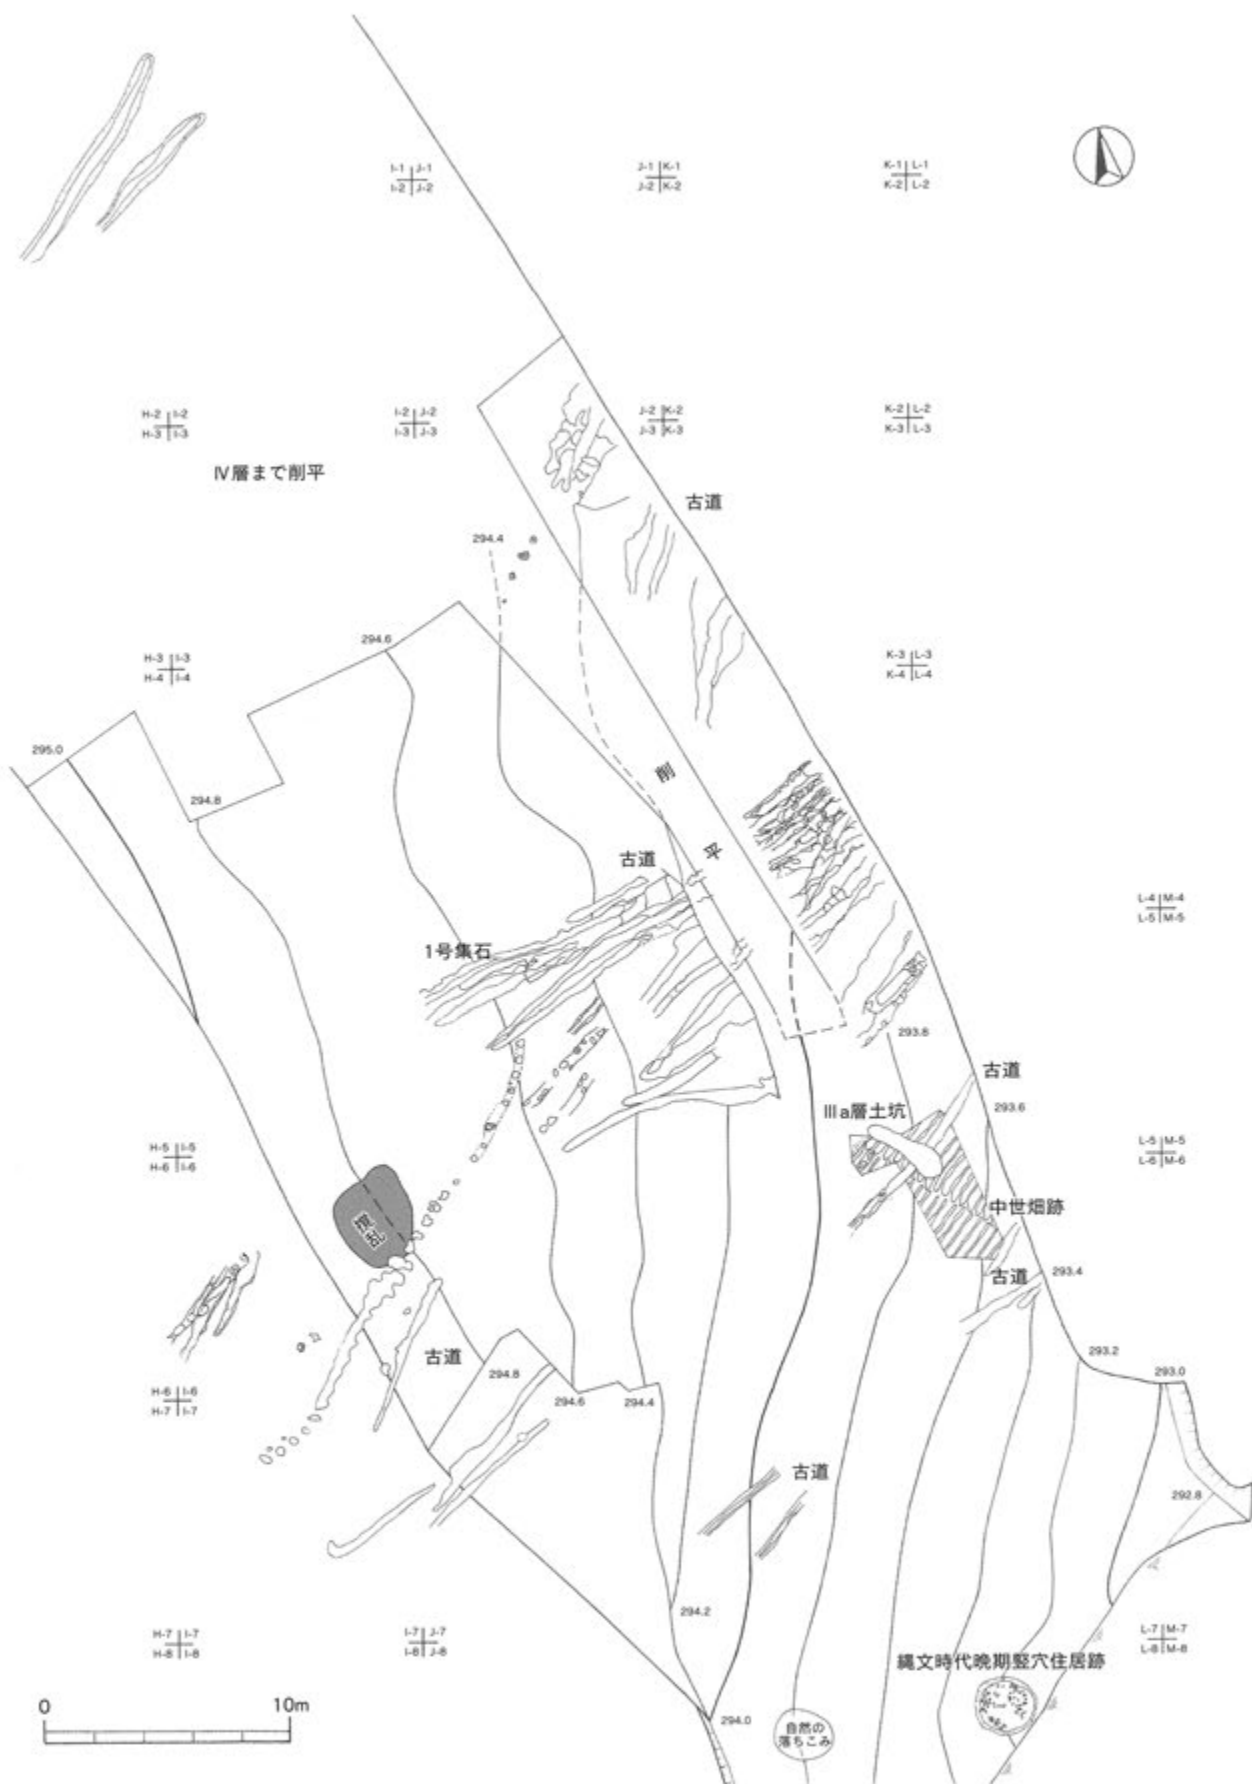 I-1 J-1
I-2 J-2
J-1 K-1
J-2 K-2
K-1 L-1
K-2 L-2
H-2 I-2
H-3 I-3
I-2 J-2
I-3 J-3
J-2 K-2
J-3 K-3
K-2 L-2
K-3 L-3
Ⅳ層まで削平
古道
294.4
294.6
H-3 I-3
H-4 I-4
K-3 L-3
K-4 L-4
295.0
294.8
削平
古道
1号集石
L-4 M-4
L-5 M-5
293.8
古道
293.6
Ⅲa層土坑
H-5 I-5
H-6 I-6
L-5 M-5
L-6 M-6
撹乱
中世畑跡
古道
293.4
古道
293.2
293.0
294.8
294.6
294.4
H-6 I-6
H-7 I-7
古道
292.8
294.2
H-7 I-7
H-8 I-8
I-7 J-7
I-8 J-8
L-7 M-7
L-8 M-8
縄文時代晩期竪穴住居跡
0 10m
294.0
自然の
落ちこみ